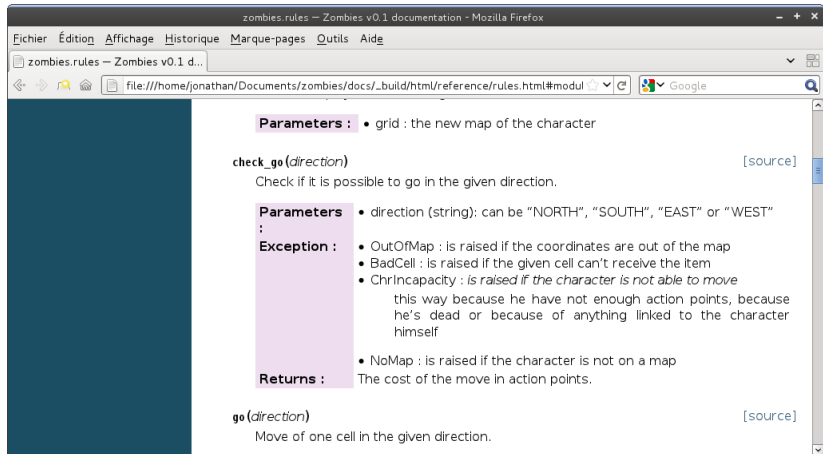 zombies.rules — Zombies v0.1 documentation - Mozilla Firefox
Fichier Édition Affichage Historique Marque-pages Outils Aide
zombies.rules — Zombies v0.1 d...
file:///home/jonathan/Documents/zombies/docs/_build/html/reference/rules.html#modul
Google
Parameters : • grid : the new map of the character
check_go(direction) [source]
Check if it is possible to go in the given direction.
Parameters • direction (string): can be “NORTH”, “SOUTH”, “EAST” or “WEST”
:
Exception : • OutOfMap : is raised if the coordinates are out of the map
• BadCell : is raised if the given cell can’t receive the item
• ChrIncapacity : is raised if the character is not able to move
this way because he have not enough action points, because
he’s dead or because of anything linked to the character
himself
• NoMap : is raised if the character is not on a map
Returns : The cost of the move in action points.
go(direction) [source]
Move of one cell in the given direction.